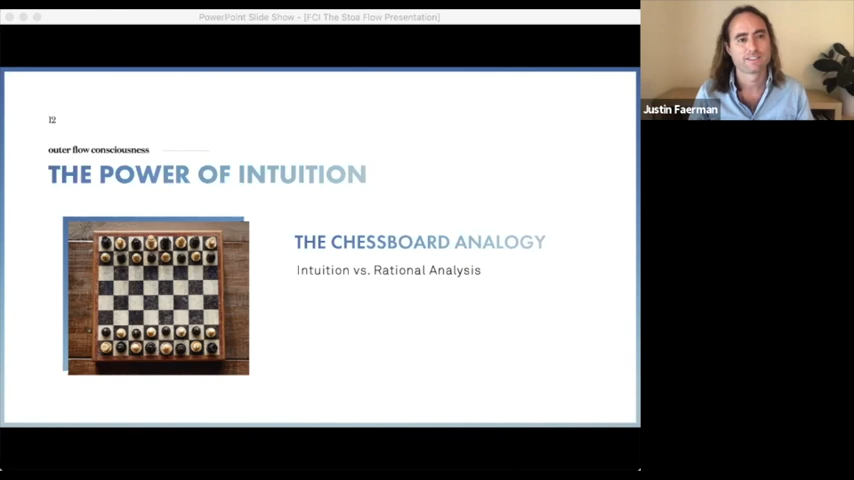 PowerPoint Slide Show - [FCI The Stoa Flow Presentation]
Justin Faerman
12
outer flow consciousness
THE POWER OF INTUITION
THE CHESSBOARD ANALOGY
Intuition vs. Rational Analysis